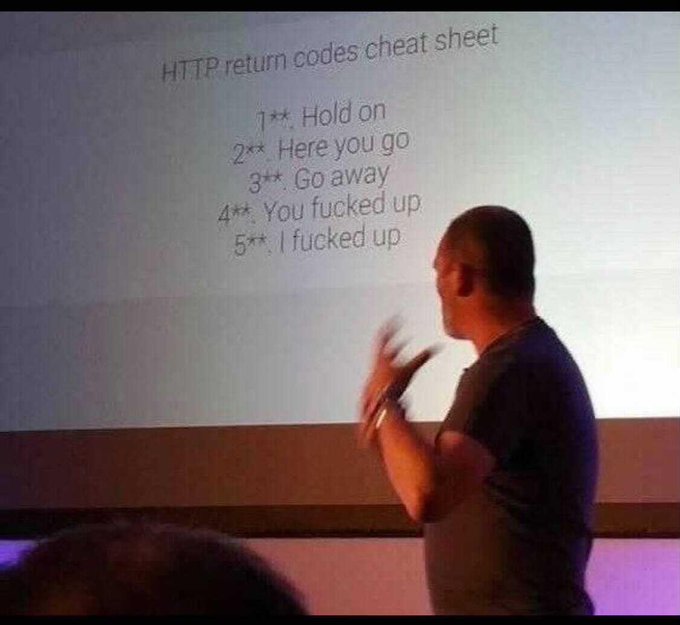 HTTP return codes cheat sheet
1**. Hold on
2**. Here you go
3**. Go away
4**. You fucked up
5**. I fucked up